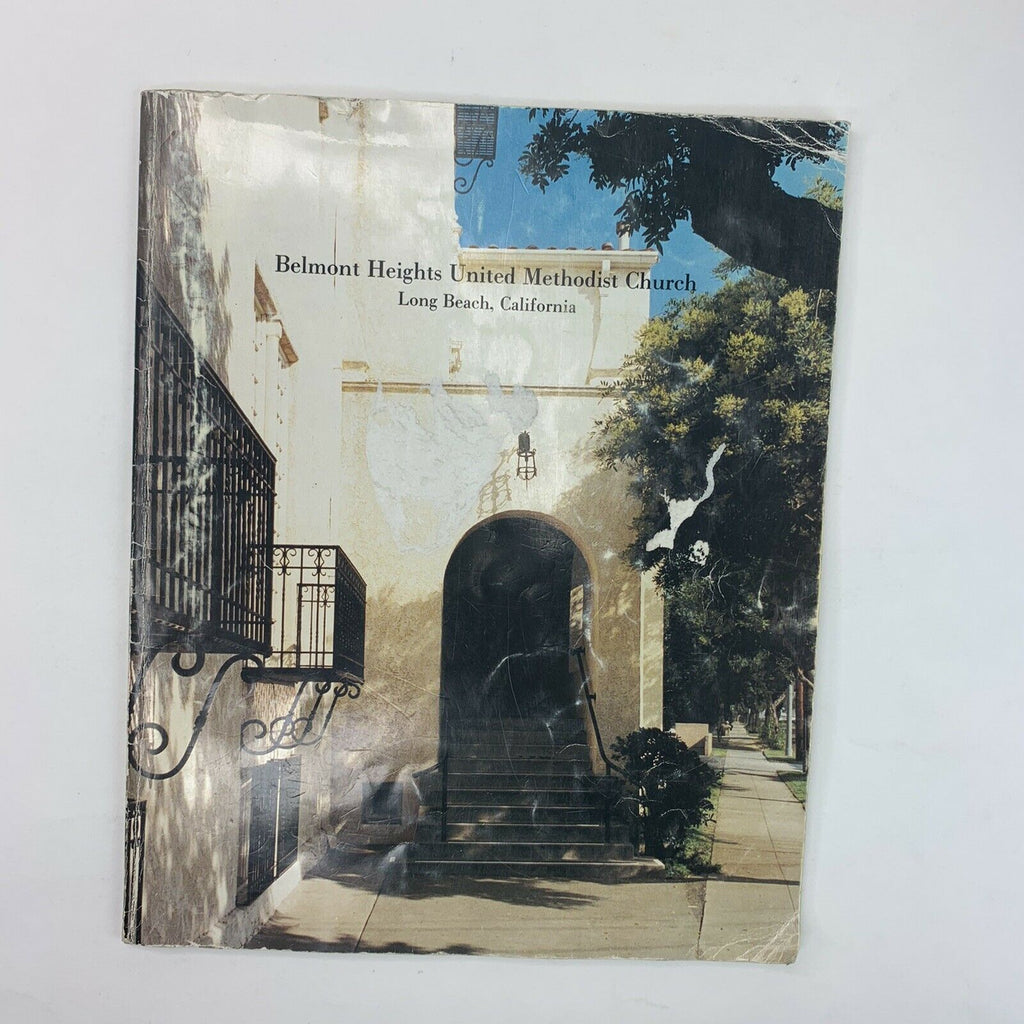 Belmont Heights United Methodist Church
Long Beach, California